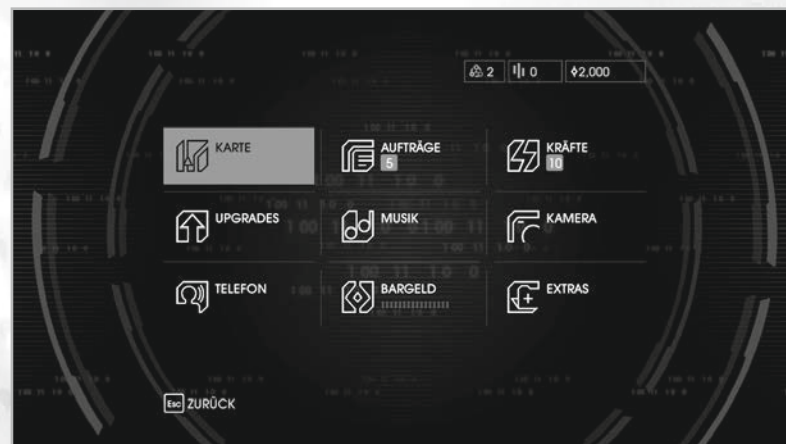 2 0 2,000
KARTE AUFTRÄGE KRÄFTE
5 10
UPGRADES MUSIK KAMERA
TELEFON BARGELD EXTRAS
Esc ZURÜCK